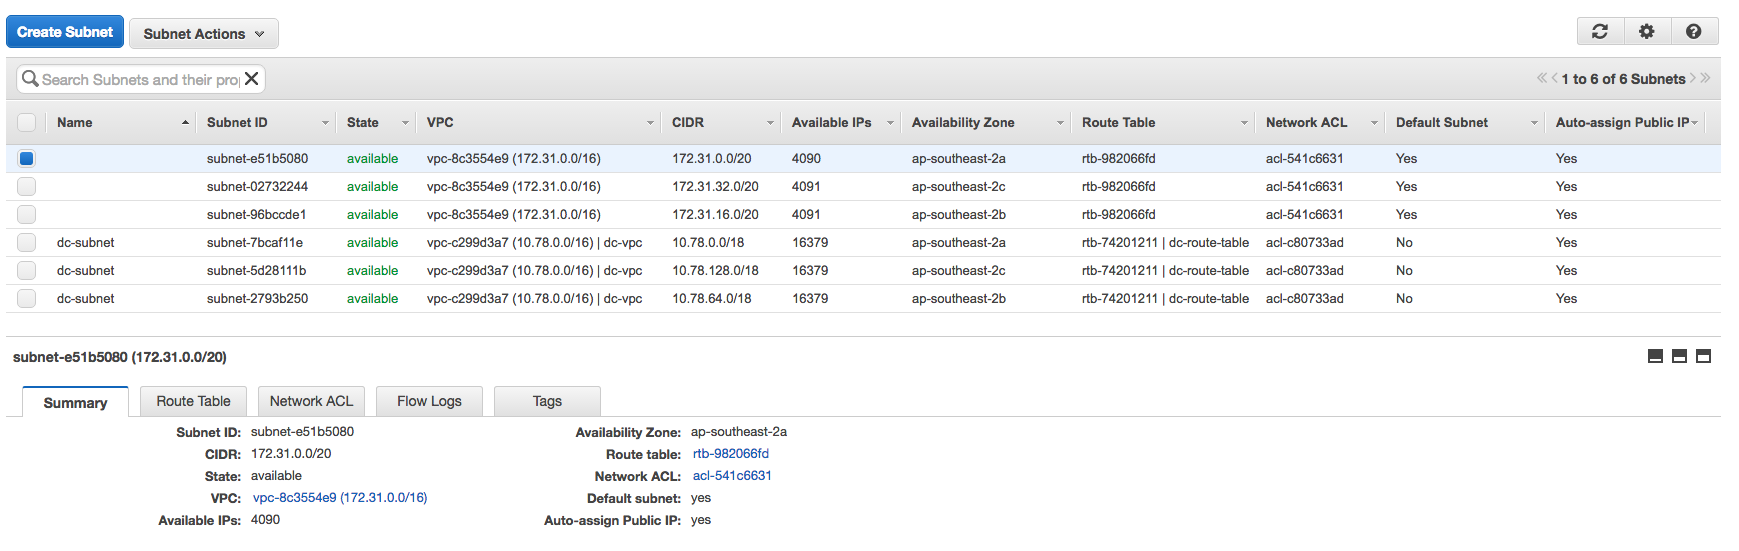 Create Subnet Subnet Actions
Search Subnets and their pro 1 to 6 of 6 Subnets
Name Subnet ID State VPC CIDR Available IPs Availability Zone Route Table Network ACL Default Subnet Auto-assign Public IP
subnet-e51b5080 available vpc-8c3554e9 (172.31.0.0/16) 172.31.0.0/20 4090 ap-southeast-2a rtb-982066fd acl-541c6631 Yes Yes
subnet-02732244 available vpc-8c3554e9 (172.31.0.0/16) 172.31.32.0/20 4091 ap-southeast-2c rtb-982066fd acl-541c6631 Yes Yes
subnet-96bccde1 available vpc-8c3554e9 (172.31.0.0/16) 172.31.16.0/20 4091 ap-southeast-2b rtb-982066fd acl-541c6631 Yes Yes
dc-subnet subnet-7bcaf11e available vpc-c299d3a7 (10.78.0.0/16) | dc-vpc 10.78.0.0/18 16379 ap-southeast-2a rtb-74201211 | dc-route-table acl-c80733ad No Yes
dc-subnet subnet-5d28111b available vpc-c299d3a7 (10.78.0.0/16) | dc-vpc 10.78.128.0/18 16379 ap-southeast-2c rtb-74201211 | dc-route-table acl-c80733ad No Yes
dc-subnet subnet-2793b250 available vpc-c299d3a7 (10.78.0.0/16) | dc-vpc 10.78.64.0/18 16379 ap-southeast-2b rtb-74201211 | dc-route-table acl-c80733ad No Yes
subnet-e51b5080 (172.31.0.0/20)
Summary Route Table Network ACL Flow Logs Tags
Subnet ID: subnet-e51b5080 Availability Zone: ap-southeast-2a
CIDR: 172.31.0.0/20 Route table: rtb-982066fd
State: available Network ACL: acl-541c6631
VPC: vpc-8c3554e9 (172.31.0.0/16) Default subnet: yes
Available IPs: 4090 Auto-assign Public IP: yes